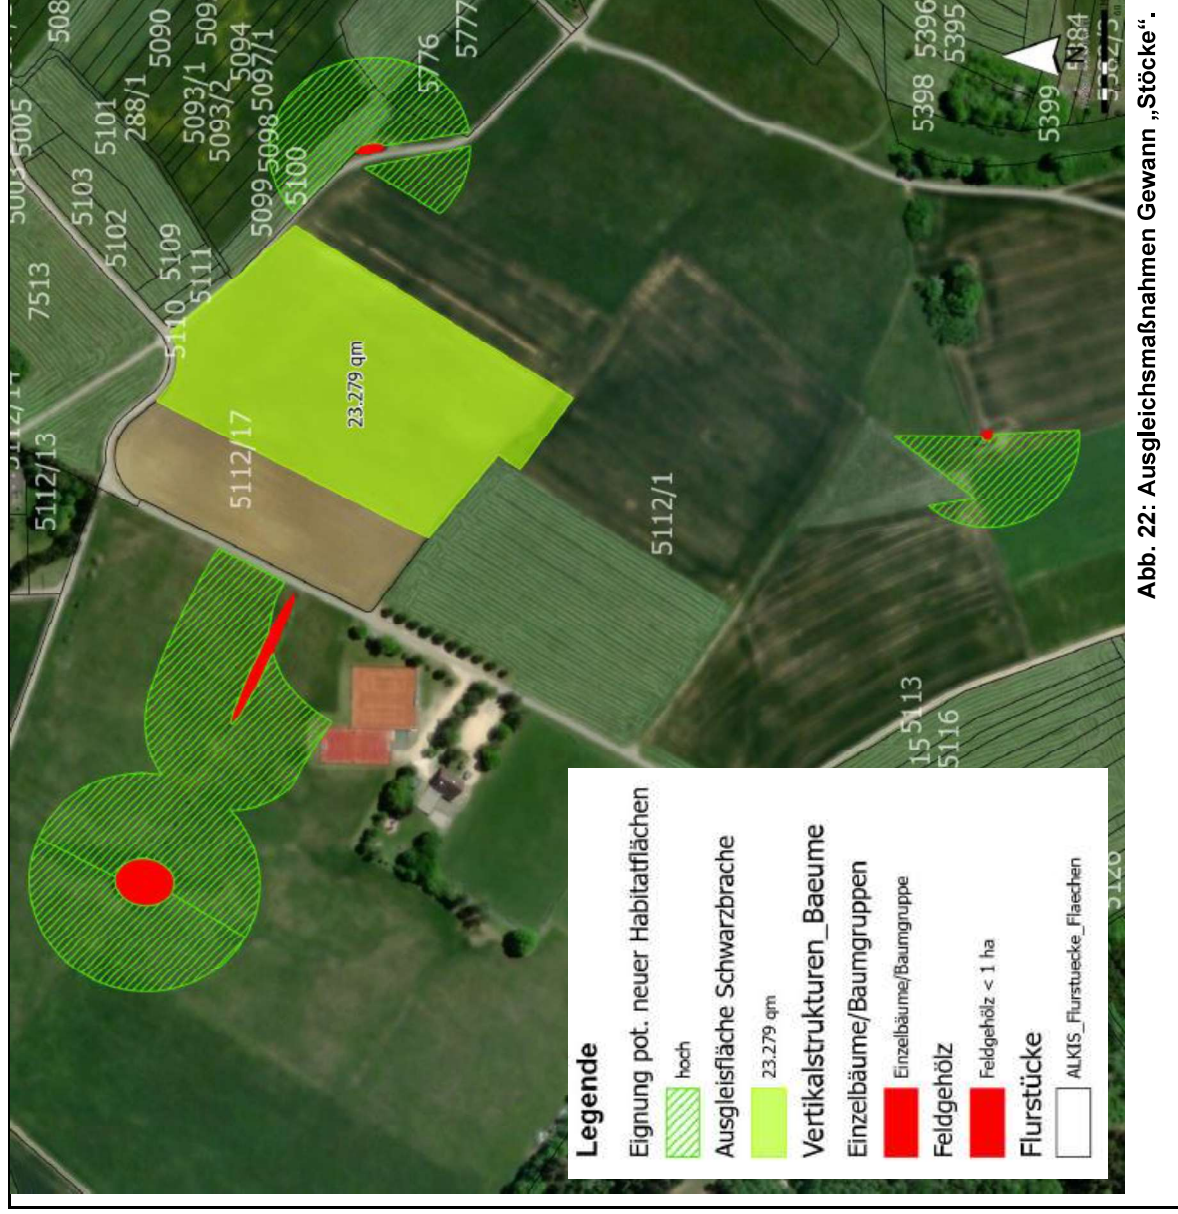 Legende
Eignung pot. neuer Habitatflächen
hoch
Ausgleisfläche Schwarzbrache
23.279 qm
Vertikalstrukturen_Baeume
Einzelbäume/Baumgruppen
Einzelbäume/Baumgruppe
Feldgehölz
Feldgehölz < 1 ha
Flurstücke
ALKIS_Flurstuecke_Flaechen
7513
5005
5103
5102
5101
288/1
5090
5093/1
5093/2
5094
5097/1
5098
5099
5100
5109
5110
5111
5112/13
5112/17
23.279 qm
5112/1
5776
5777
5396
5395
5398
5399
N
5113
5116
5126
Abb. 22: Ausgleichsmaßnahmen Gewann „Stöcke“.